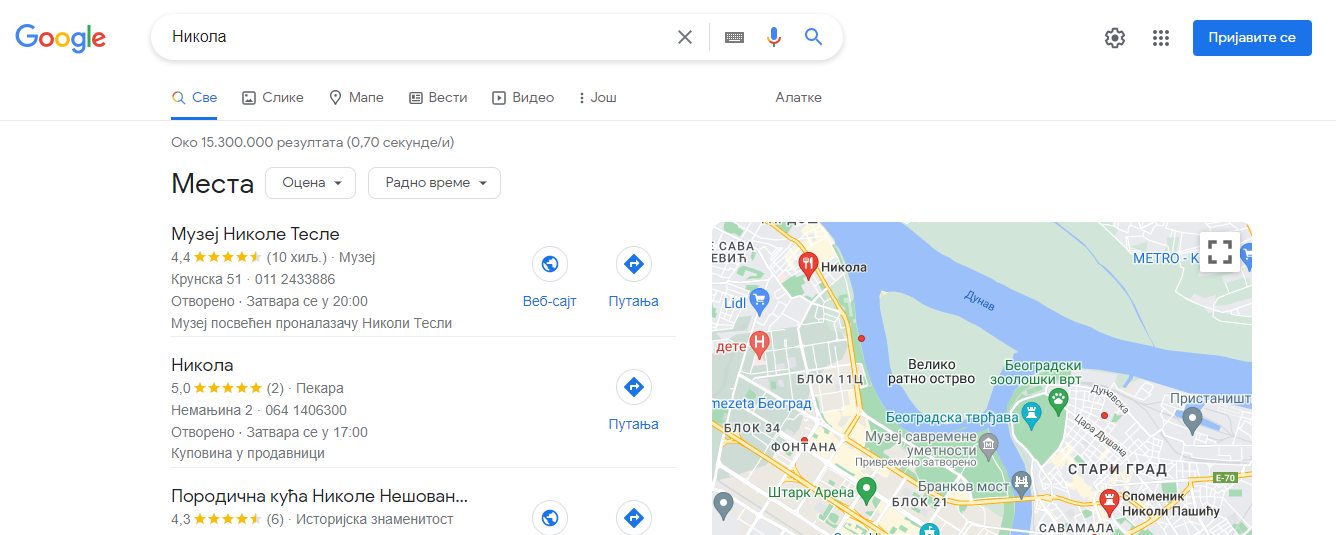 Google
Никола
Пријавите се
Све
Слике
Мапе
Вести
Видео
Још
Алатке
Око 15.300.000 резултата (0,70 секунде/и)
Места
Оцена
Радно време
Музеј Николе Тесле
4,4 (10 хиљ.) · Музеј
Крунска 51 · 011 2433886
Отворено · Затвара се у 20:00
Музеј посвећен проналазачу Николи Тесли
Веб-сајт
Путања
Никола
5,0 (2) · Пекара
Немањина 2 · 064 1406300
Отворено · Затвара се у 17:00
Куповина у продавници
Путања
Породична кућа Николе Нешован...
4,3 (6) · Историјска знаменитост
Е САВА
ЕВИЋ
Никола
METRO - K
Lidl
Дунав
дете
БЛОК 11Ц
Велико
ратно острво
Београдски
зоолошки врт
mezeta Београд
Дунавска
Пристаништ
Београдска тврђава
Цара Душана
БЛОК 34
ФОНТАНА
Музеј савремене
уметности
Привремено затворено
СТАРИ ГРАД
E-70
Бранков мост
Штарк Арена
БЛОК 21
Споменик
Николи Пашићу
САВАМАЛА